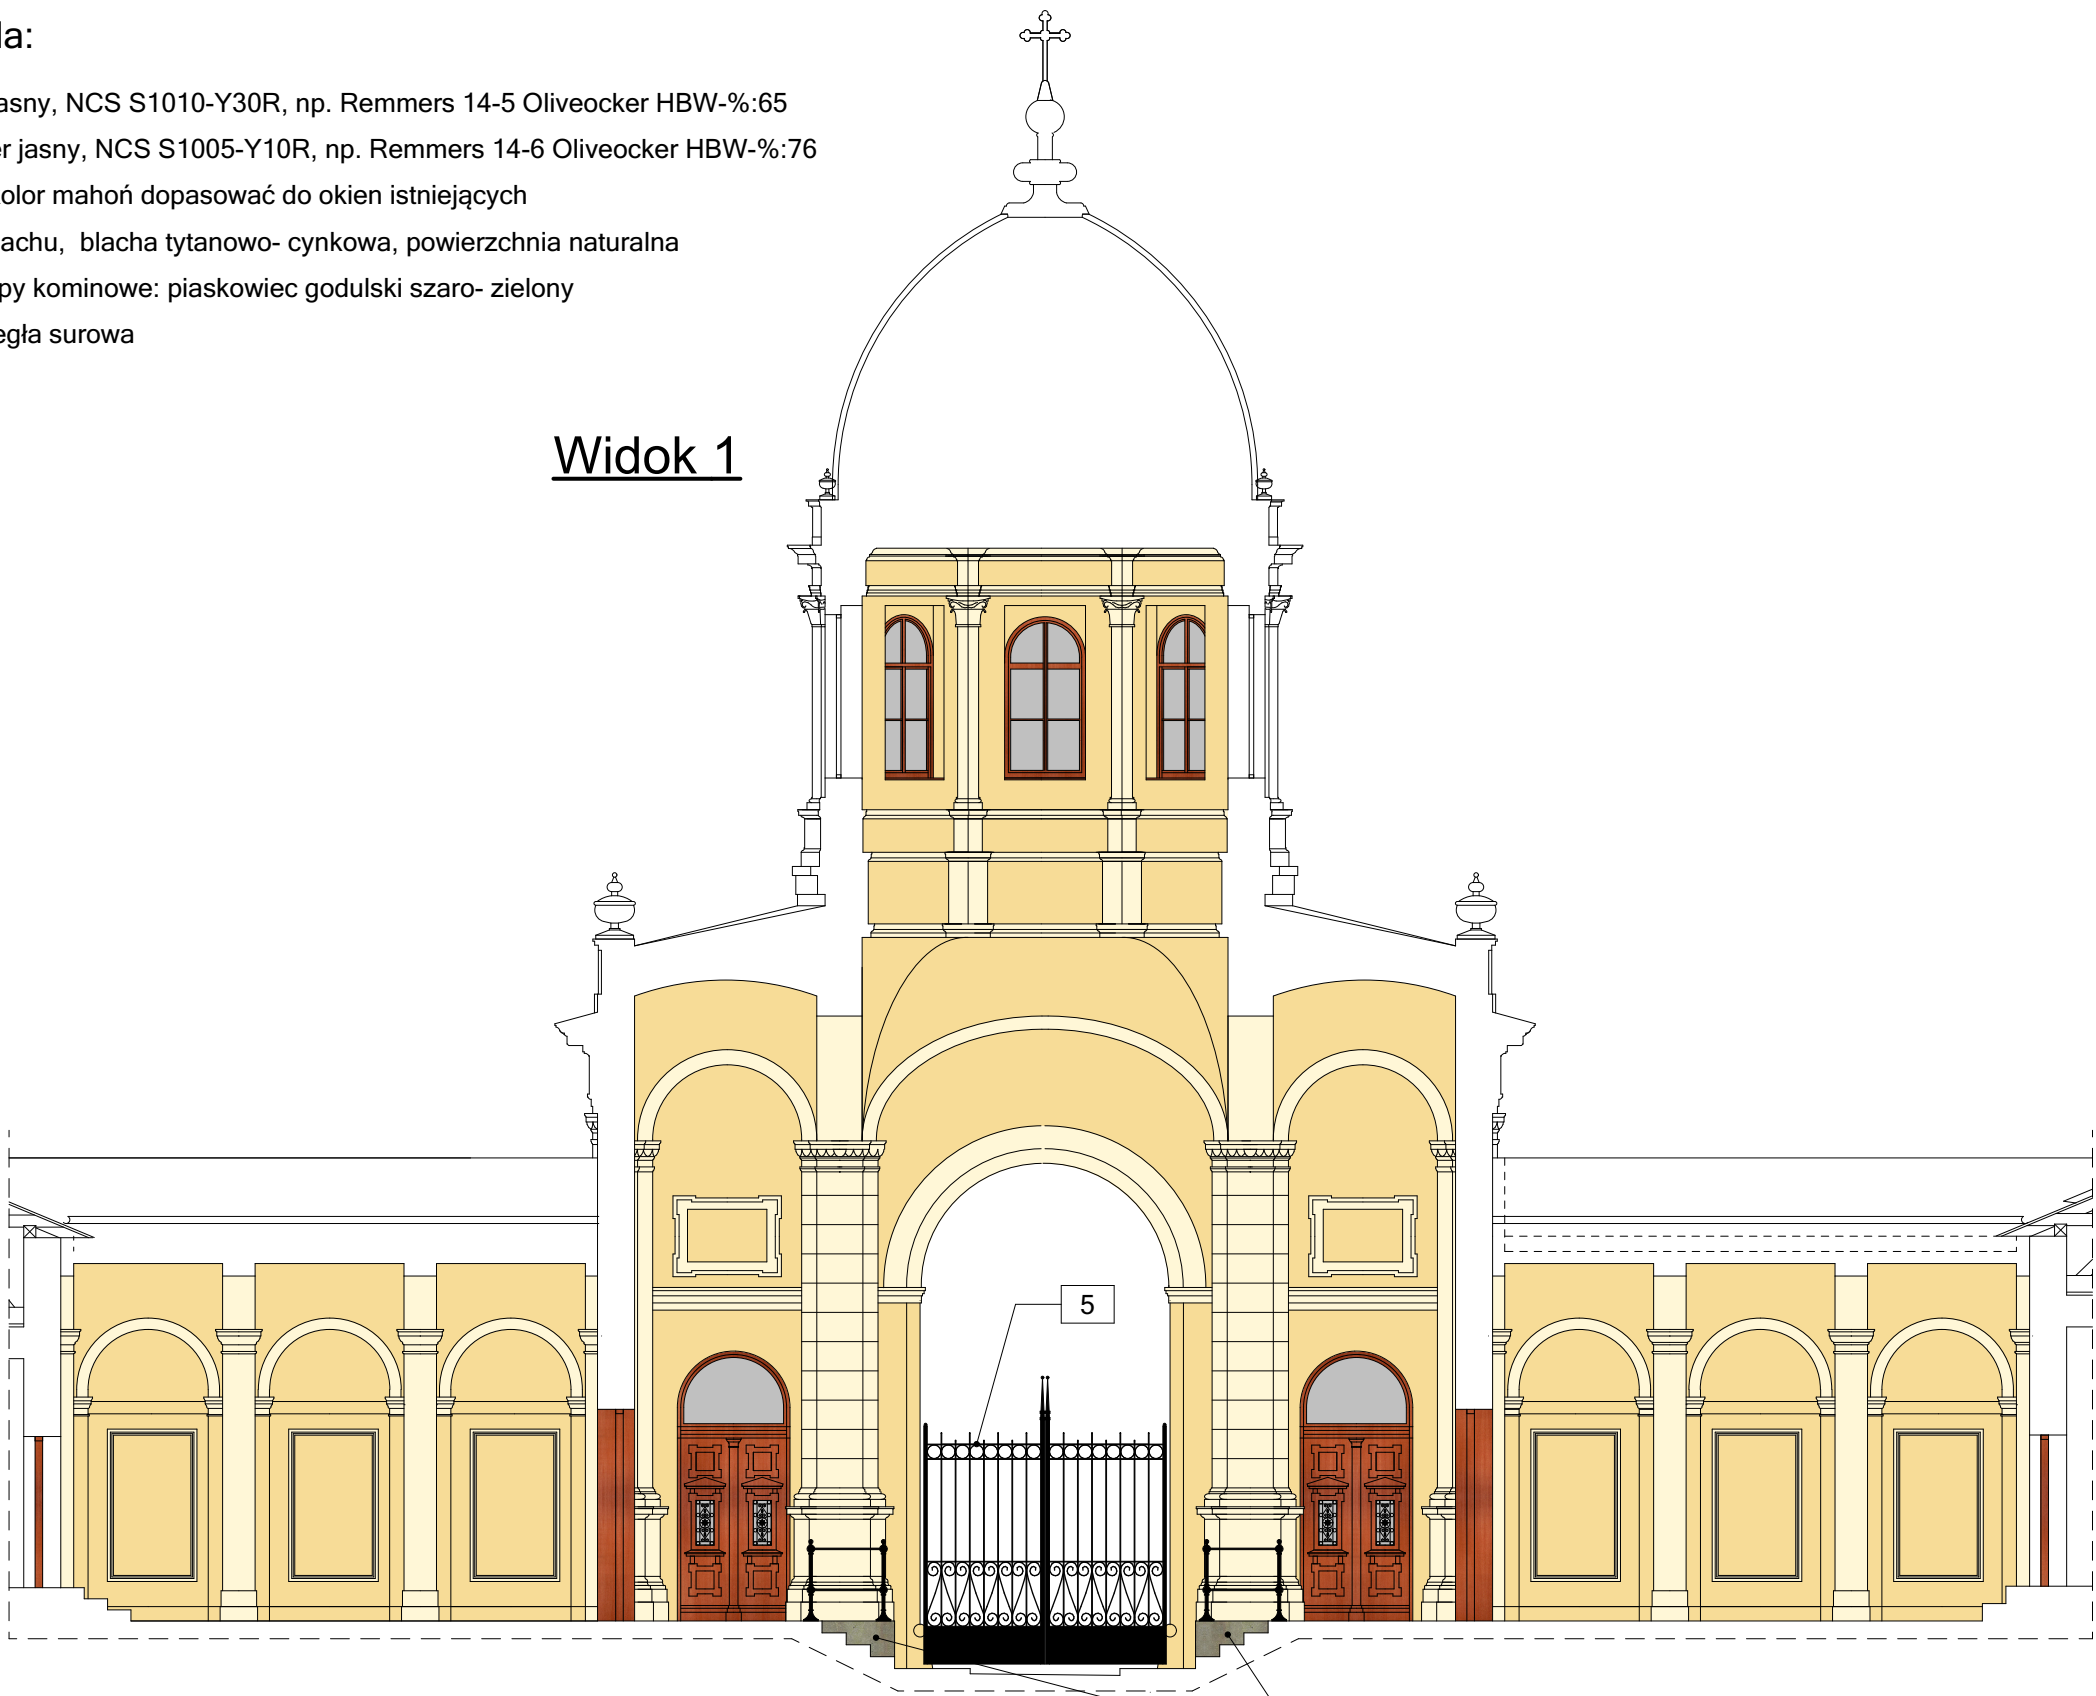 da:
asny, NCS S1010-Y30R, np. Remmers 14-5 Oliveocker HBW-%:65
er jasny, NCS S1005-Y10R, np. Remmers 14-6 Oliveocker HBW-%:76
olor mahoń dopasować do okien istniejących
achu, blacha tytanowo- cynkowa, powierzchnia naturalna
py kominowe: piaskowiec godulski szaro- zielony
egła surowa
Widok 1
5